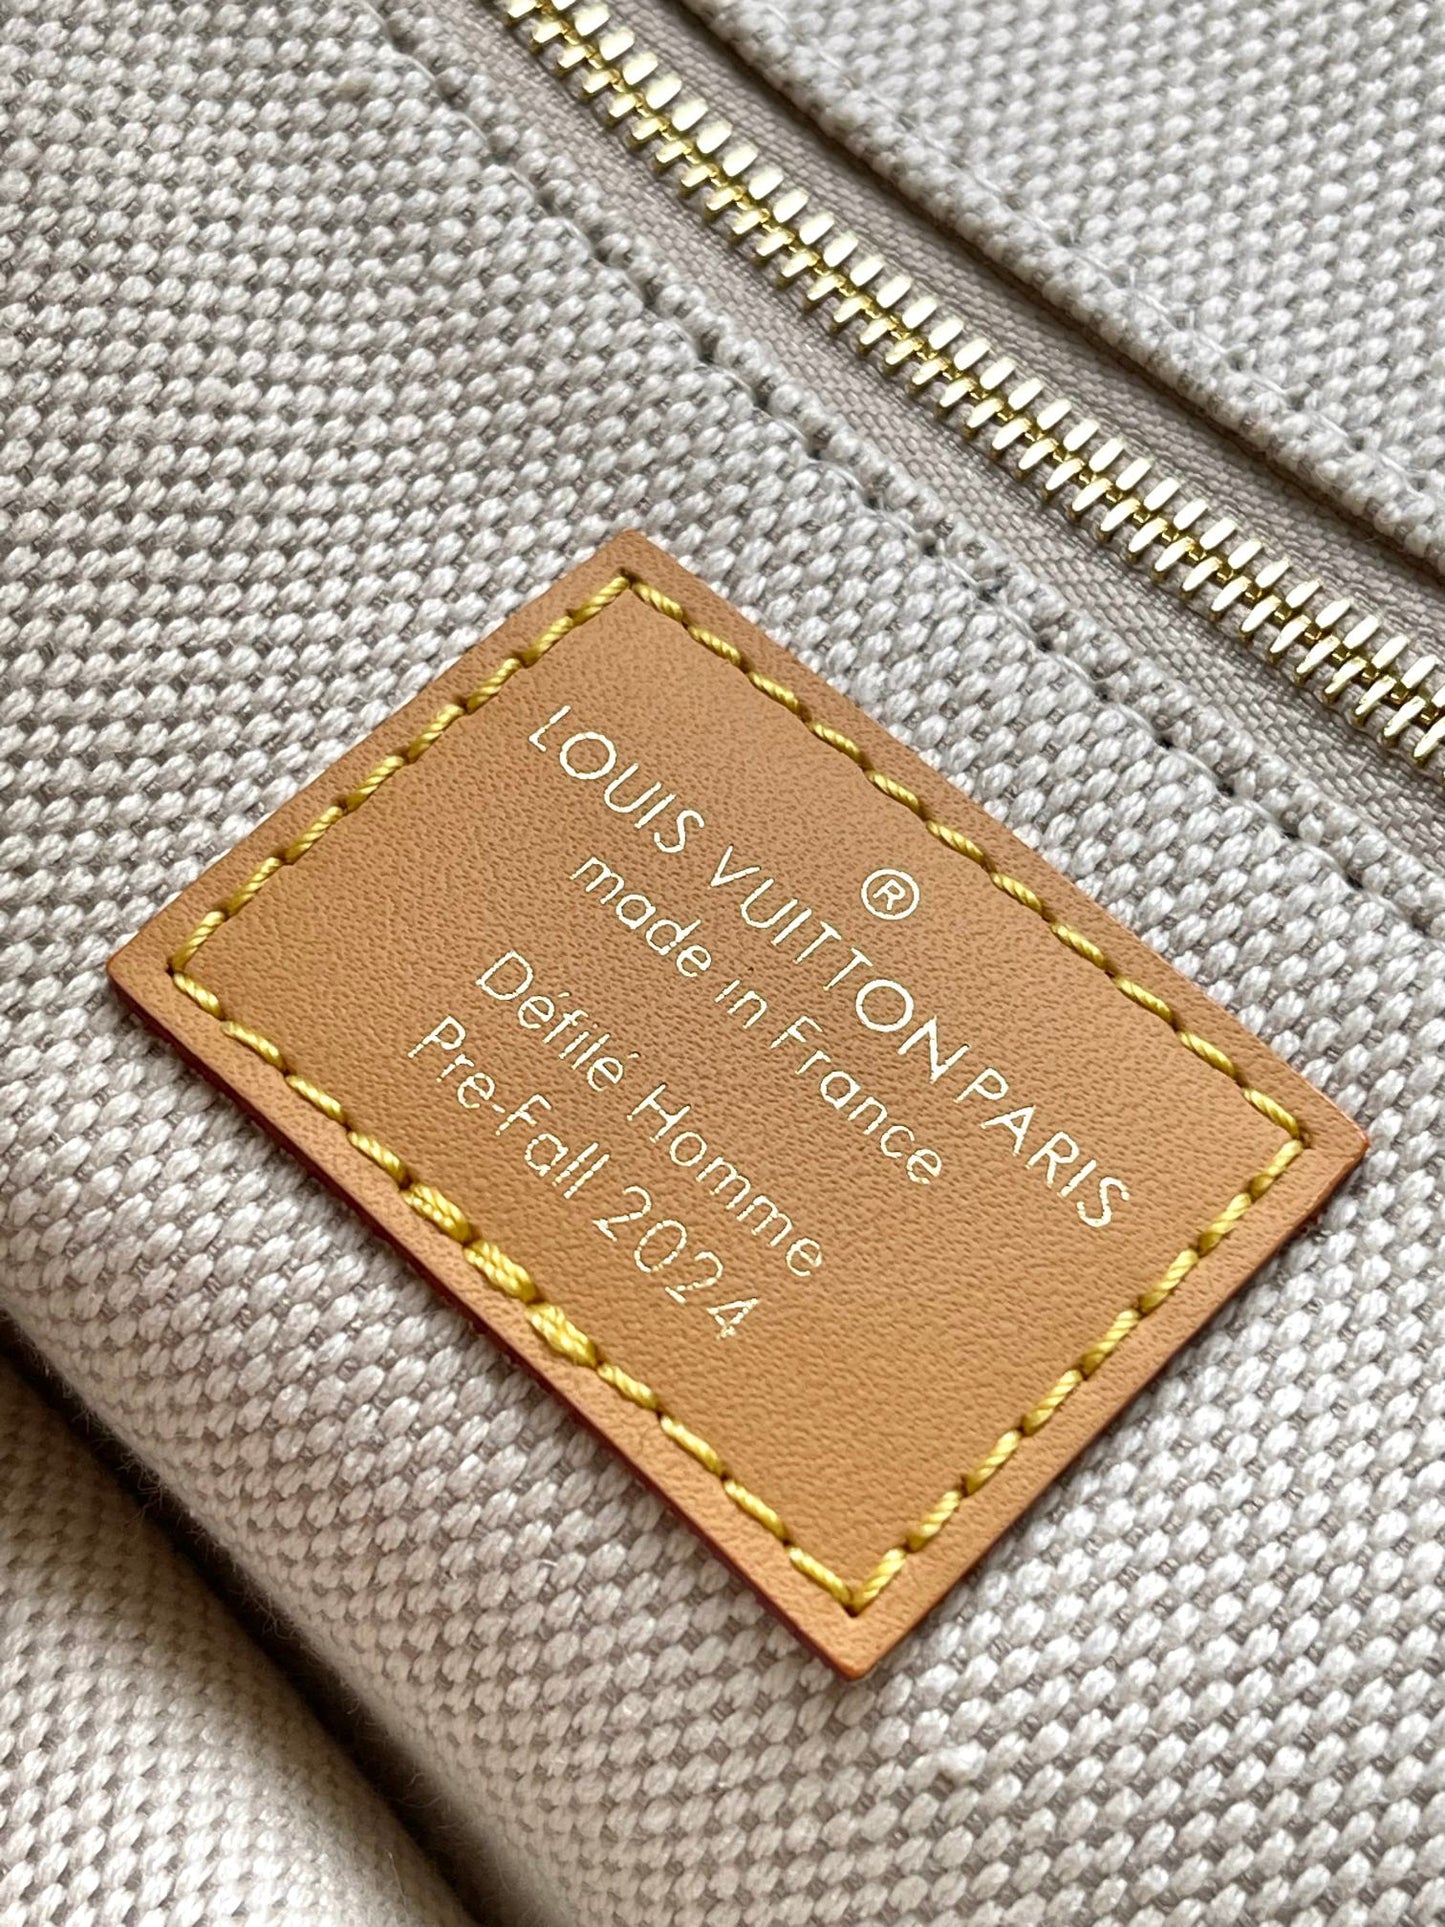 ®
LOUIS VUITTON PARIS
made in France
Défilé Homme
Pre-Fall 2024